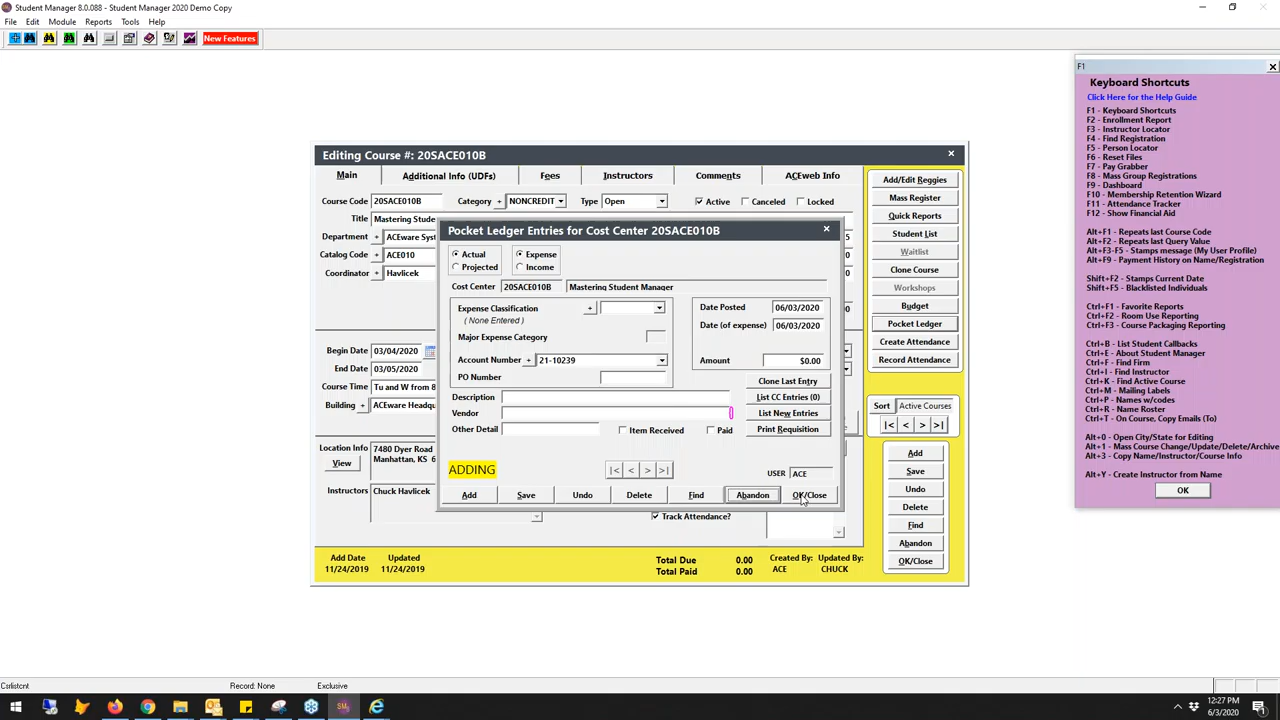 Student Manager 8.0.088 - Student Manager 2020 Demo Copy
File Edit Module Reports Tools Help
New Features
F1
Keyboard Shortcuts
Click Here for the Help Guide
F1 - Keyboard Shortcuts
F2 - Enrollment Report
F3 - Instructor Locator
F4 - Find Registration
F5 - Person Locator
F6 - Reset Files
F7 - Pay Grabber
F8 - Mass Group Registrations
F9 - Dashboard
F10 - Membership Retention Wizard
F11 - Attendance Tracker
F12 - Show Financial Aid
Alt+F1 - Repeats last Course Code
Alt+F2 - Repeats last Query Value
Alt+F3-F5 - Stamps message (My User Profile)
Alt+F9 - Payment History on Name/Registration
Shift+F2 - Stamps Current Date
Shift+F5 - Blacklisted Individuals
Ctrl+F1 - Favorite Reports
Ctrl+F2 - Room Use Reporting
Ctrl+F3 - Course Packaging Reporting
Ctrl+B - List Student Callbacks
Ctrl+E - About Student Manager
Ctrl+F - Find Firm
Ctrl+I - Find Instructor
Ctrl+K - Find Active Course
Ctrl+M - Mailing Labels
Ctrl+P - Names w/codes
Ctrl+R - Name Roster
Ctrl+T - On Course, Copy Emails (To)
Alt+0 - Open City/State for Editing
Alt+1 - Mass Course Change/Update/Delete/Archive
Alt+3 - Copy Name/Instructor/Course Info
Alt+Y - Create Instructor from Name
OK
Editing Course #: 20SACE010B
Main Additional Info (UDFs) Fees Instructors Comments ACEweb Info
Course Code 20SACE010B Category + NONCREDIT Type Open Active Canceled Locked
Title Mastering Stude
Department + ACEware Sys
Catalog Code + ACE010
Coordinator + Havlicek
Begin Date 03/04/2020
End Date 03/05/2020
Course Time Tu and W from 8
Building + ACEware Headqu
Location Info 7480 Dyer Road
Manhattan, KS 6
View
Instructors Chuck Havlicek
Track Attendance?
Add Date Updated
11/24/2019 11/24/2019
Total Due 0.00
Total Paid 0.00
Created By: Updated By:
ACE CHUCK
Add/Edit Reggies
Mass Register
Quick Reports
Student List
Waitlist
Clone Course
Workshops
Budget
Pocket Ledger
Create Attendance
Record Attendance
Sort Active Courses
|< < > >|
Add
Save
Undo
Delete
Find
Abandon
OK/Close
Pocket Ledger Entries for Cost Center 20SACE010B
Actual Expense
Projected Income
Cost Center 20SACE010B Mastering Student Manager
Expense Classification +
( None Entered )
Major Expense Category
Account Number + 21-10239
PO Number
Date Posted 06/03/2020
Date (of expense) 06/03/2020
Amount $0.00
Description
Vendor
Other Detail Item Received Paid
Clone Last Entry
List CC Entries (0)
List New Entries
Print Requisition
ADDING |< < > >| USER ACE
Add Save Undo Delete Find Abandon OK/Close
Csrlistcnt Record: None Exclusive
12:27 PM
6/3/2020